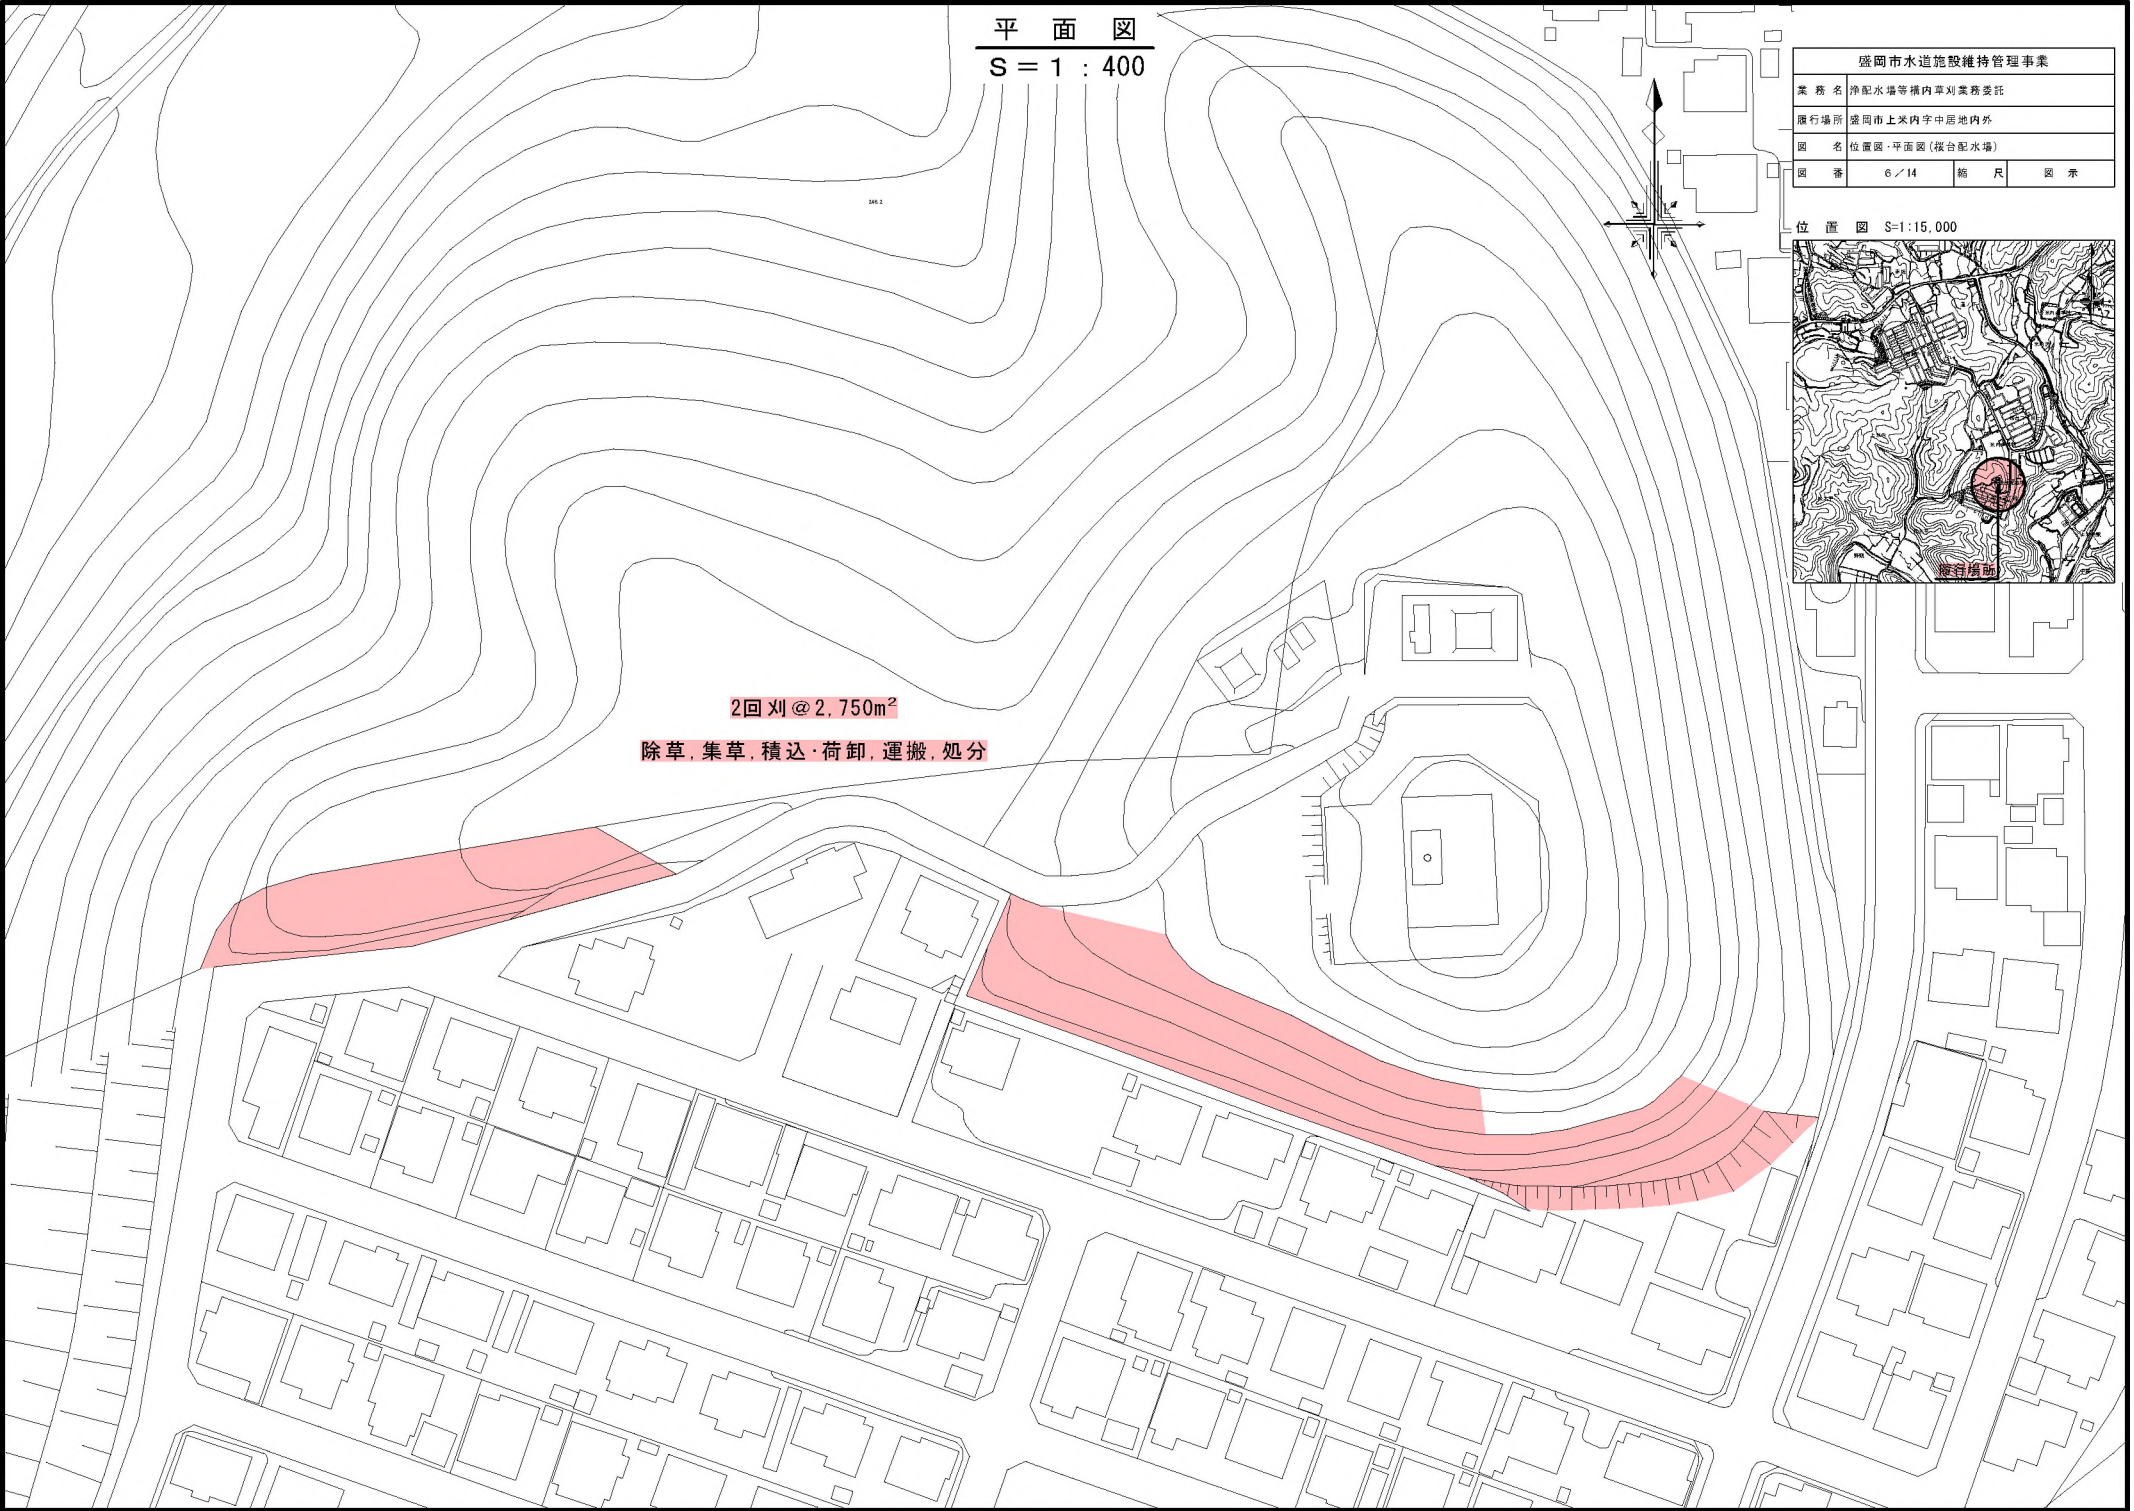 平面図
S=1:400
盛岡市水道施設維持管理事業
業務名 浄配水場等構内草刈業務委託
履行場所 盛岡市上米内字中居地内外
図名 位置図・平面図(桜台配水場)
図番 6/14 縮尺 図示
位置図 S=1:15,000
履行場所
246.2
2回刈@2,750m²
除草,集草,積込・荷卸,運搬,処分